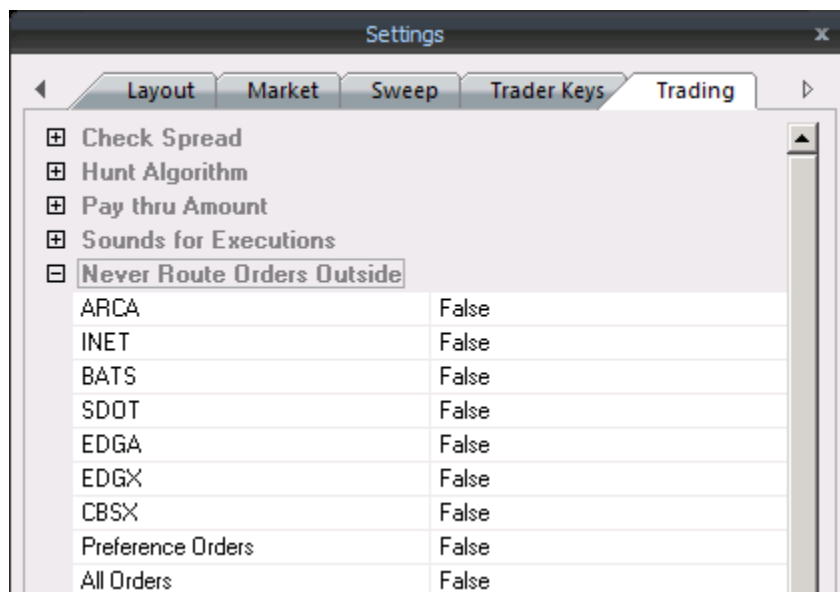 Settings x
Layout Market Sweep Trader Keys Trading
Check Spread
Hunt Algorithm
Pay thru Amount
Sounds for Executions
Never Route Orders Outside
ARCA False
INET False
BATS False
SDOT False
EDGA False
EDGX False
CBSX False
Preference Orders False
All Orders False